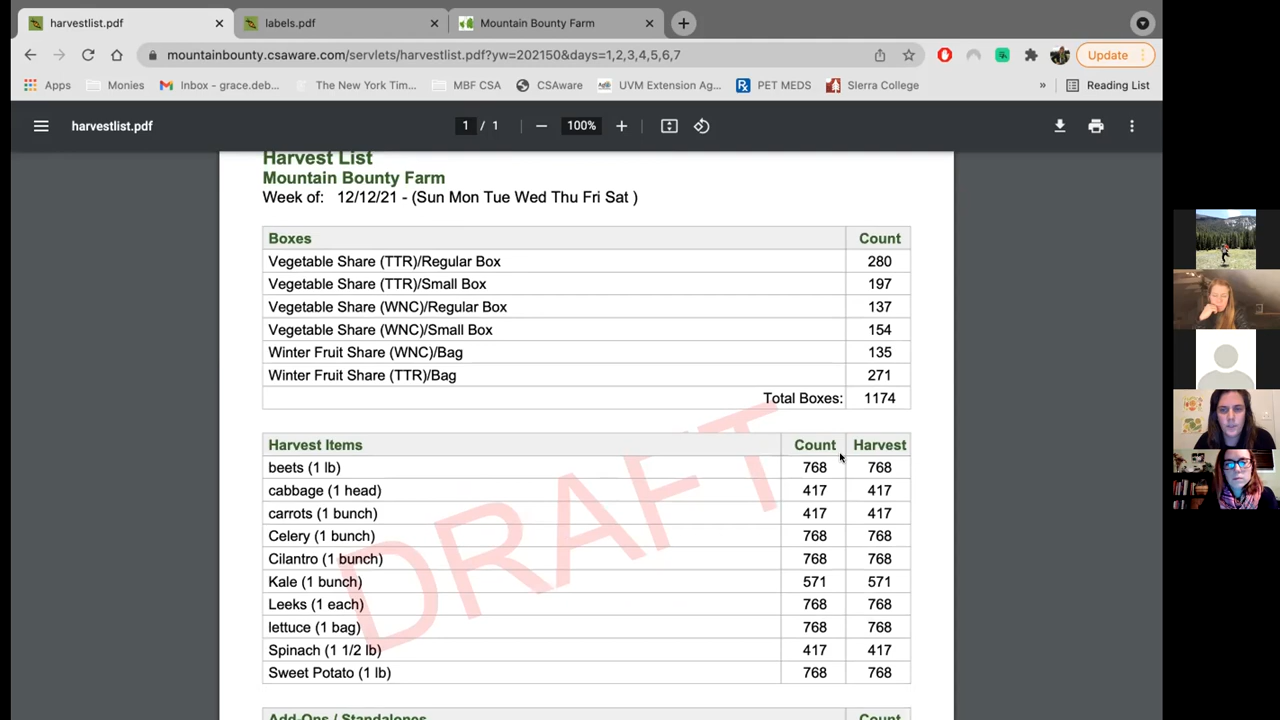 harvestlist.pdf
labels.pdf
Mountain Bounty Farm
mountainbounty.csaware.com/servlets/harvestlist.pdf?yw=202150&days=1,2,3,4,5,6,7
Update
Apps Monies Inbox - grace.deb... The New York Tim... MBF CSA CSAware UVM Extension Ag... PET MEDS SIerra College » Reading List
harvestlist.pdf 1 / 1 100%
Harvest List
Mountain Bounty Farm
Week of: 12/12/21 - (Sun Mon Tue Wed Thu Fri Sat )
Boxes Count
Vegetable Share (TTR)/Regular Box 280
Vegetable Share (TTR)/Small Box 197
Vegetable Share (WNC)/Regular Box 137
Vegetable Share (WNC)/Small Box 154
Winter Fruit Share (WNC)/Bag 135
Winter Fruit Share (TTR)/Bag 271
Total Boxes: 1174
DRAFT
Harvest Items Count Harvest
beets (1 lb) 768 768
cabbage (1 head) 417 417
carrots (1 bunch) 417 417
Celery (1 bunch) 768 768
Cilantro (1 bunch) 768 768
Kale (1 bunch) 571 571
Leeks (1 each) 768 768
lettuce (1 bag) 768 768
Spinach (1 1/2 lb) 417 417
Sweet Potato (1 lb) 768 768
Add-Ons / Standalones Count